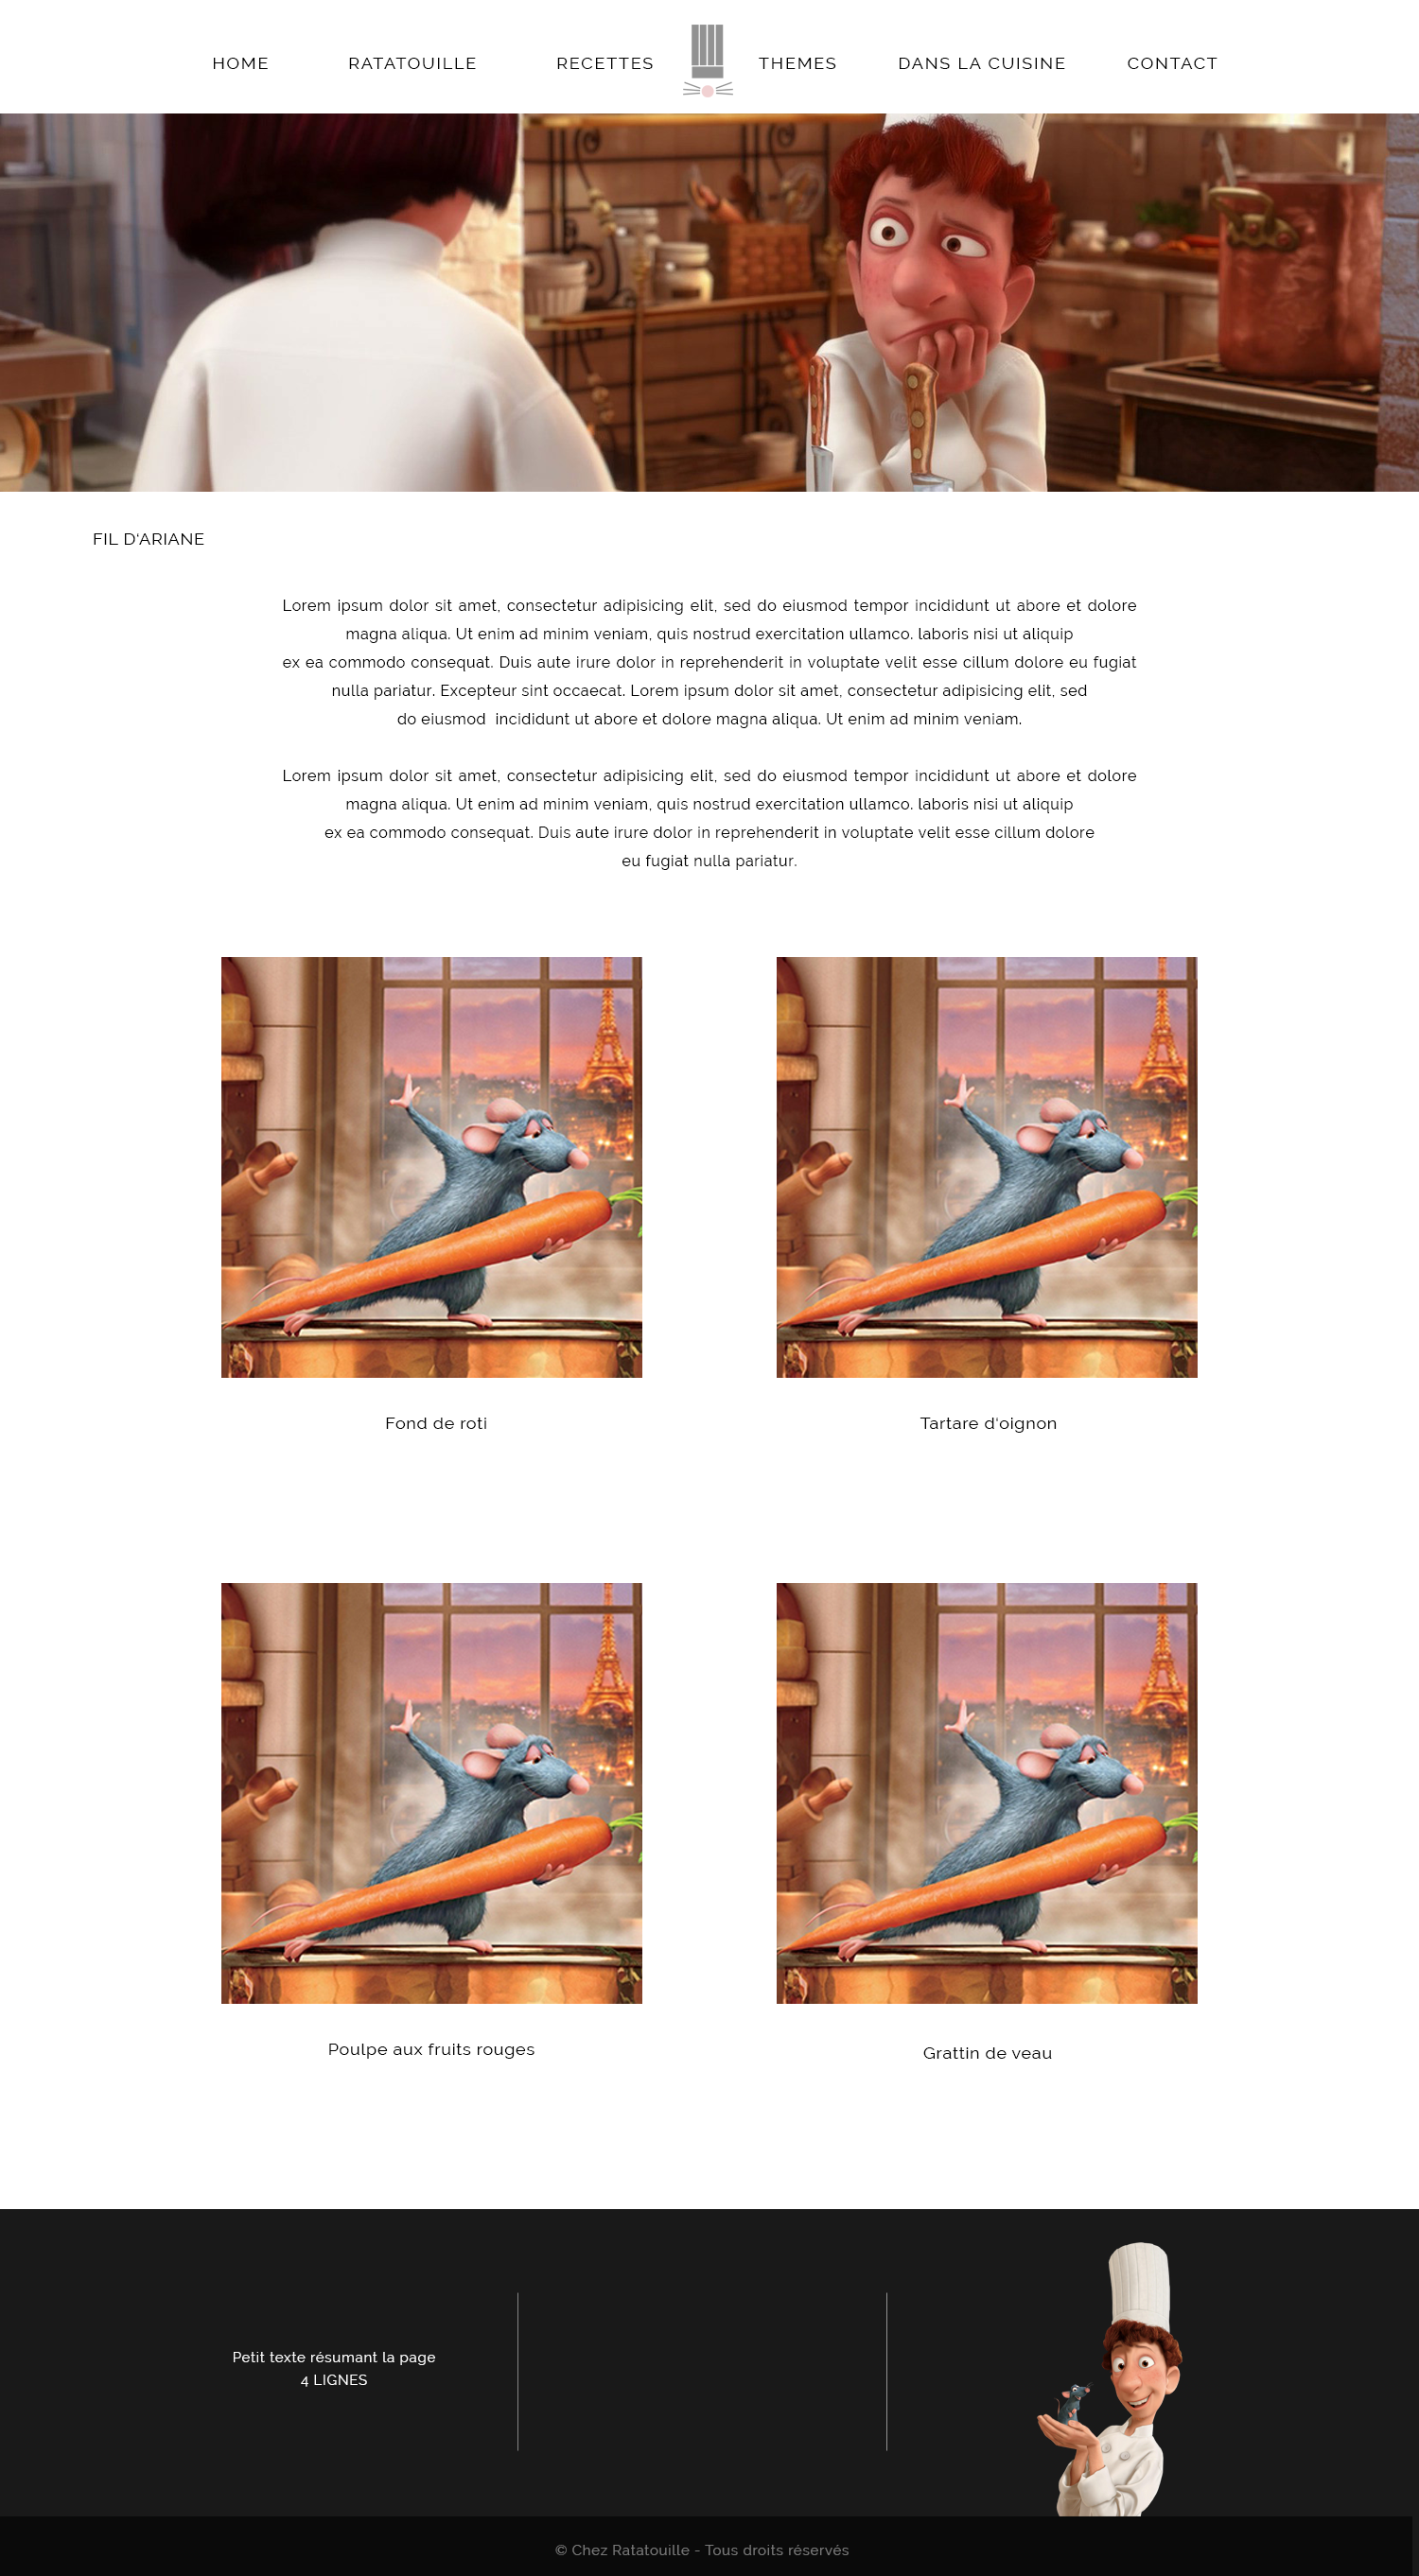 HOME
RATATOUILLE
RECETTES
THEMES
DANS LA CUISINE
CONTACT
FIL D'ARIANE
Lorem ipsum dolor sit amet, consectetur adipisicing elit, sed do eiusmod tempor incididunt ut abore et dolore
magna aliqua. Ut enim ad minim veniam, quis nostrud exercitation ullamco. laboris nisi ut aliquip
ex ea commodo consequat. Duis aute irure dolor in reprehenderit in voluptate velit esse cillum dolore eu fugiat
nulla pariatur. Excepteur sint occaecat. Lorem ipsum dolor sit amet, consectetur adipisicing elit, sed
do eiusmod  incididunt ut abore et dolore magna aliqua. Ut enim ad minim veniam.
Lorem ipsum dolor sit amet, consectetur adipisicing elit, sed do eiusmod tempor incididunt ut abore et dolore
magna aliqua. Ut enim ad minim veniam, quis nostrud exercitation ullamco. laboris nisi ut aliquip
ex ea commodo consequat. Duis aute irure dolor in reprehenderit in voluptate velit esse cillum dolore
eu fugiat nulla pariatur.
Fond de roti
Tartare d'oignon
Poulpe aux fruits rouges
Grattin de veau
Petit texte résumant la page
4 LIGNES
© Chez Ratatouille - Tous droits réservés